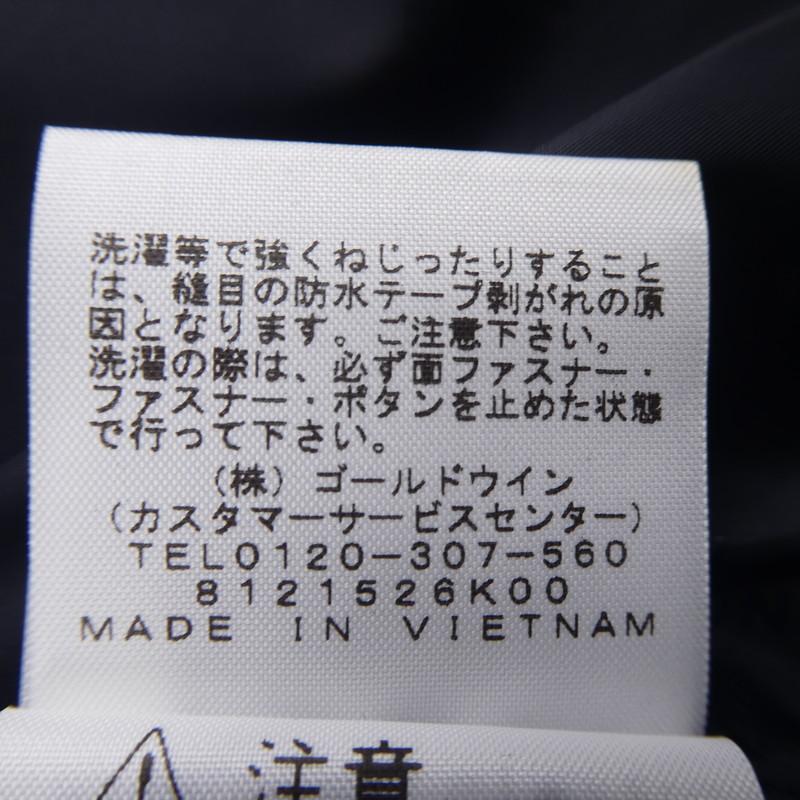 洗濯等で強くねじったりすること
は、縫目の防水テープ剥がれの原
因となります。ご注意下さい。
洗濯の際は、必ず面ファスナー・
ファスナー・ボタンを止めた状態
で行って下さい。
(株) ゴールドウイン
(カスタマーサービスセンター)
TEL0120-307-560
8121526K00
MADE IN VIETNAM
注意